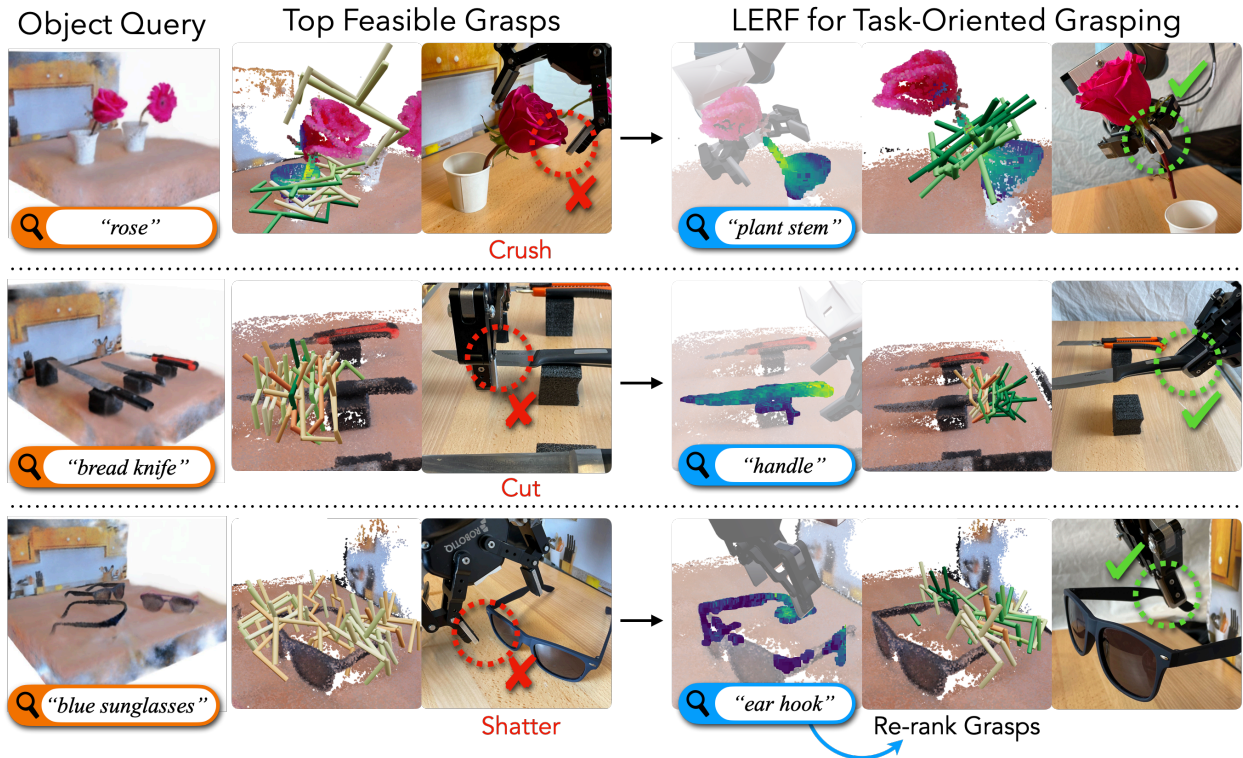 Object Query
Top Feasible Grasps
LERF for Task-Oriented Grasping
“rose”
Crush
“plant stem”
“bread knife”
Cut
“handle”
ROBOTIQ
“blue sunglasses”
Shatter
“ear hook”
Re-rank Grasps